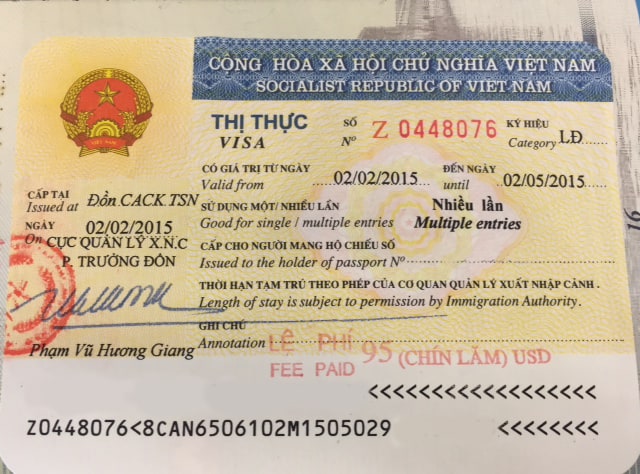 CỘNG HÒA XÃ HỘI CHỦ NGHĨA VIỆT NAM
SOCIALIST REPUBLIC OF VIET-NAM
THỊ THỰC
VISA
SỐ
Nº Z 0448076
KÝ HIỆU
Category LĐ
CÓ GIÁ TRỊ TỪ NGÀY
Valid from 02/02/2015
ĐẾN NGÀY
until 02/05/2015
CẤP TẠI
Issued at Đồn CACK.TSN
NGÀY
On 02/02/2015
CỤC QUẢN LÝ X.N.C
P. TRƯỞNG ĐỒN
Phạm Vũ Hương Giang
SỬ DỤNG MỘT/ NHIỀU LẦN Nhiều lần
Good for single / multiple entries Multiple entries
CẤP CHO NGƯỜI MANG HỘ CHIẾU SỐ
Issued to the holder of passport Nº
THỜI HẠN TẠM TRÚ THEO PHÉP CỦA CƠ QUAN QUẢN LÝ XUẤT NHẬP CẢNH .
Length of stay is subject to permission by Immigration Authority.
GHI CHÚ
Annotation
LỆ PHÍ
FEE PAID 95 (CHÍN LĂM) USD
<<<<<<<<<<<<<<<<<<<
Z0448076<8CAN6506102M1505029 <<<<<<<<
16
VIỆT NAM